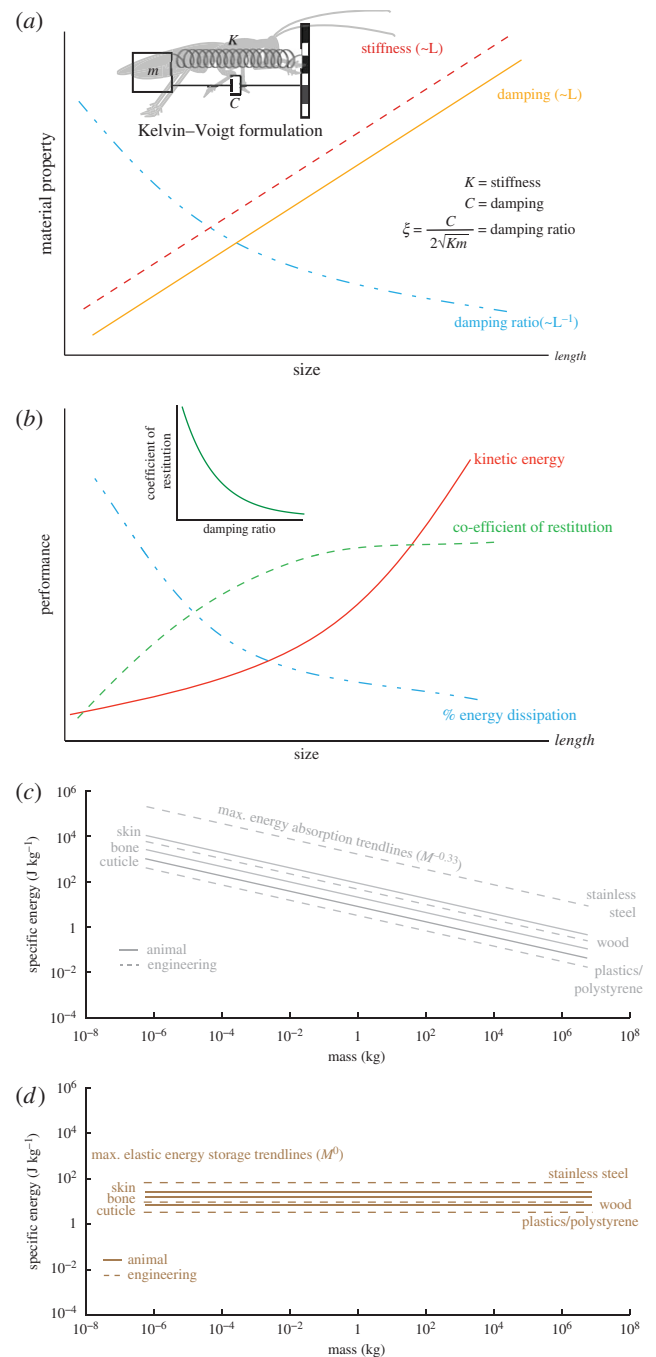 (a)
K
m
C
Kelvin–Voigt formulation
stiffness (~L)
damping (~L)
K = stiffness
C = damping
ξ = C / 2√Km = damping ratio
damping ratio(~L⁻¹)
material property
size
length
(b)
coefficient of
restitution
damping ratio
kinetic energy
co-efficient of restitution
% energy dissipation
performance
size
length
(c)
10⁶
10⁴
10²
1
10⁻²
10⁻⁴
specific energy (J kg⁻¹)
max. energy absorption trendlines (M⁻⁰·³³)
skin
bone
cuticle
stainless
steel
wood
plastics/
polystyrene
animal
engineering
10⁻⁸
10⁻⁶
10⁻⁴
10⁻²
1
10²
10⁴
10⁶
10⁸
mass (kg)
(d)
10⁶
10⁴
10²
1
10⁻²
10⁻⁴
specific energy (J kg⁻¹)
max. elastic energy storage trendlines (M⁰)
skin
bone
cuticle
stainless steel
wood
plastics/polystyrene
animal
engineering
10⁻⁸
10⁻⁶
10⁻⁴
10⁻²
1
10²
10⁴
10⁶
10⁸
mass (kg)